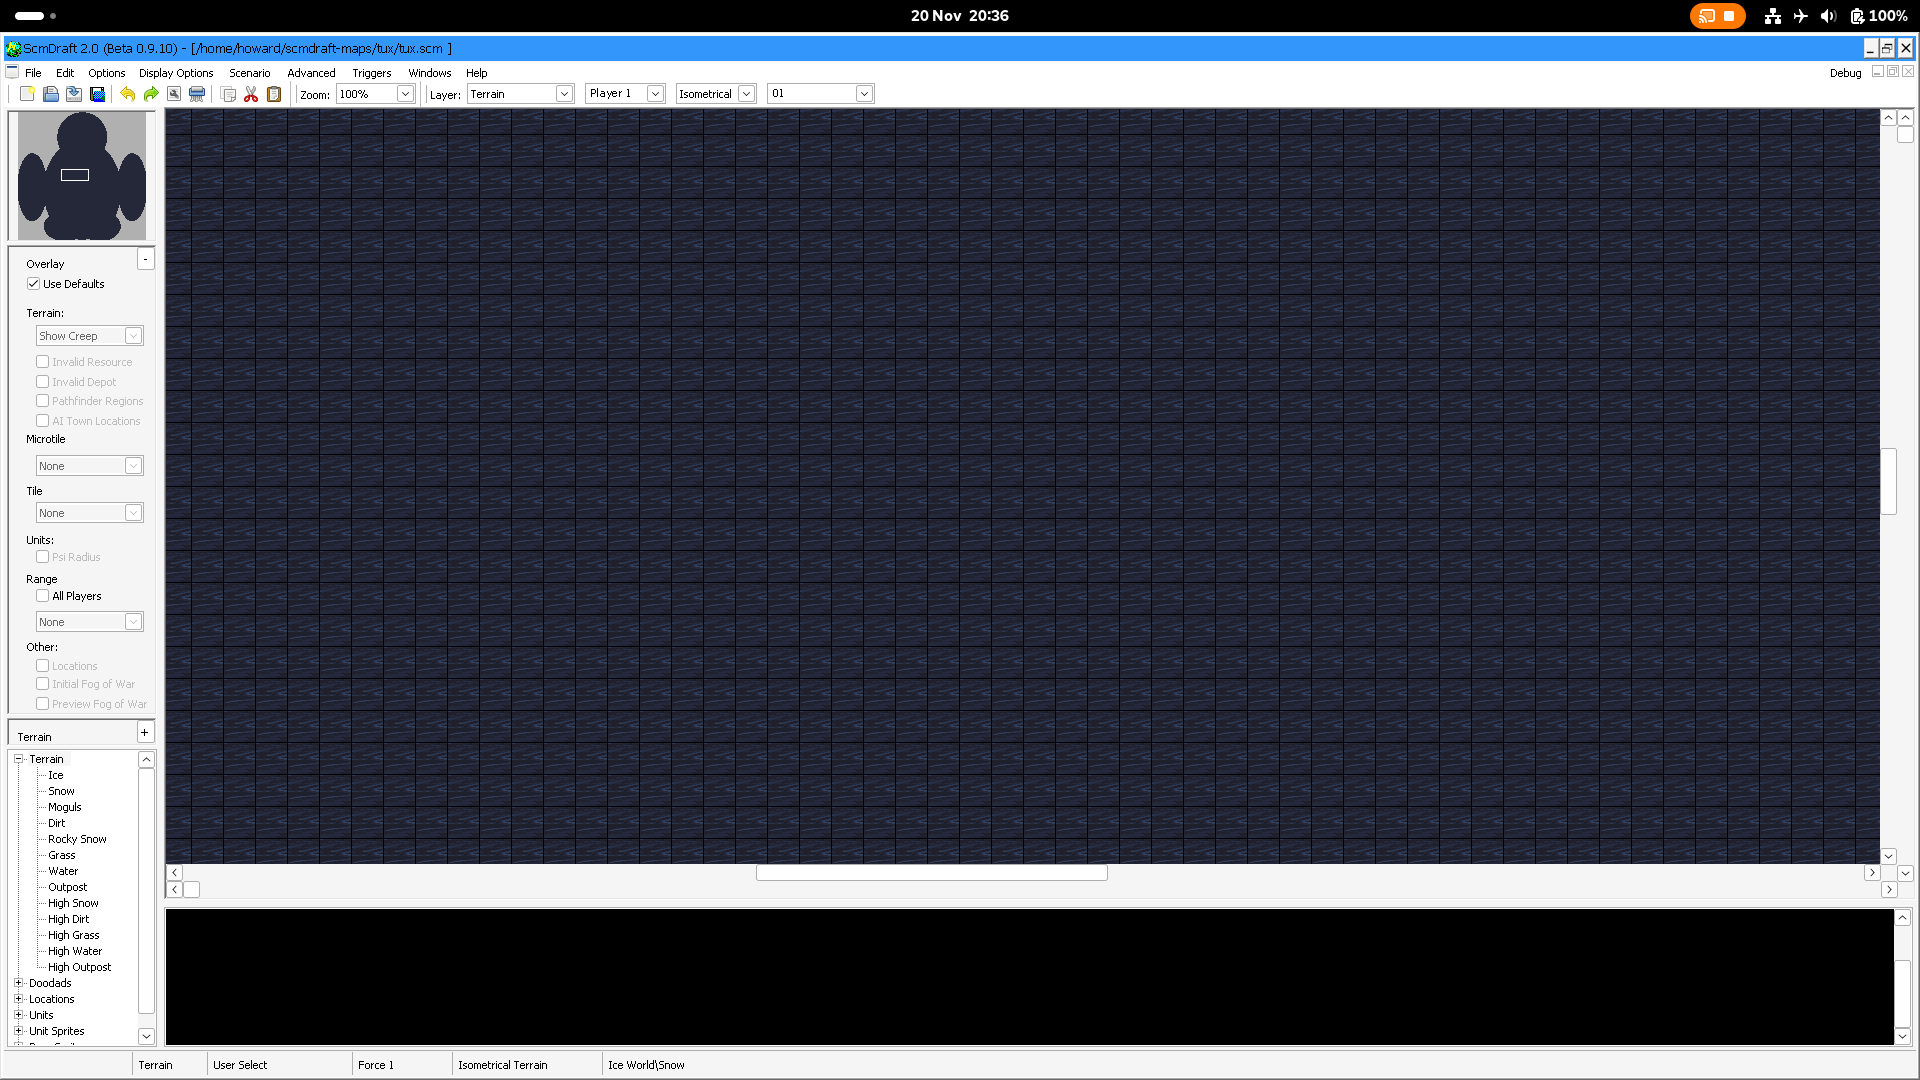 20 Nov 20:36
100%
ScmDraft 2.0 (Beta 0.9.10) - [/home/howard/scmdraft-maps/tux/tux.scm ]
File Edit Options Display Options Scenario Advanced Triggers Windows Help Debug
Zoom: 100% Layer: Terrain Player 1 Isometrical 01
Overlay
-
Use Defaults
Terrain:
Show Creep
Invalid Resource
Invalid Depot
Pathfinder Regions
AI Town Locations
Microtile
None
Tile
None
Units:
Psi Radius
Range
All Players
None
Other:
Locations
Initial Fog of War
Preview Fog of War
Terrain +
Terrain
Ice
Snow
Moguls
Dirt
Rocky Snow
Grass
Water
Outpost
High Snow
High Dirt
High Grass
High Water
High Outpost
Doodads
Locations
Units
Unit Sprites
Terrain User Select Force 1 Isometrical Terrain Ice World\Snow